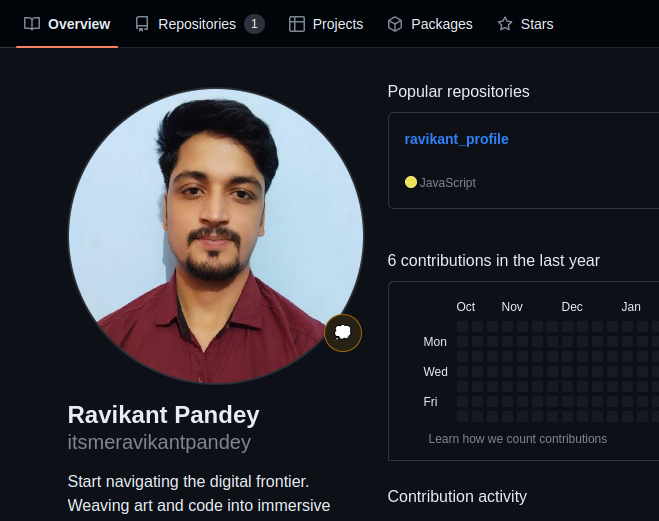 Overview
Repositories 1
Projects
Packages
Stars
Popular repositories
ravikant_profile
JavaScript
6 contributions in the last year
Oct Nov Dec Jan
Mon
Wed
Fri
Learn how we count contributions
Contribution activity
Ravikant Pandey
itsmeravikantpandey
Start navigating the digital frontier.
Weaving art and code into immersive